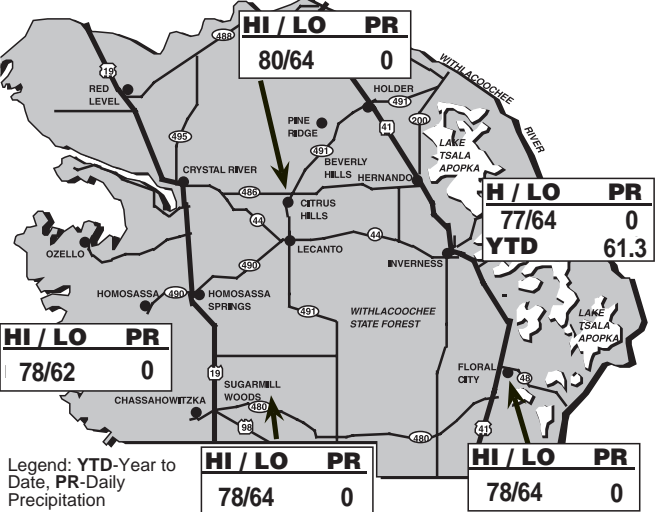 HI / LO PR
80/64 0
488
WITHLACOOCHEE
RIVER
19
RED
LEVEL
HOLDER
491
200
PINE
RIDGE
41
495
491
LAKE
TSALA
APOPKA
BEVERLY
HILLS
CRYSTAL RIVER
HERNANDO
486
H / LO PR
77/64 0
YTD 61.3
CITRUS
HILLS
44
44
LECANTO
OZELLO
INVERNESS
490
HOMOSASSA
490
HOMOSASSA
SPRINGS
491
WITHLACOOCHEE
STATE FOREST
LAKE
TSALA
APOPKA
HI / LO PR
78/62 0
19
FLORAL
CITY
48
SUGARMILL
WOODS
CHASSAHOWITZKA
480
98
480
41
HI / LO PR
78/64 0
HI / LO PR
78/64 0
Legend: YTD-Year to
Date, PR-Daily
Precipitation